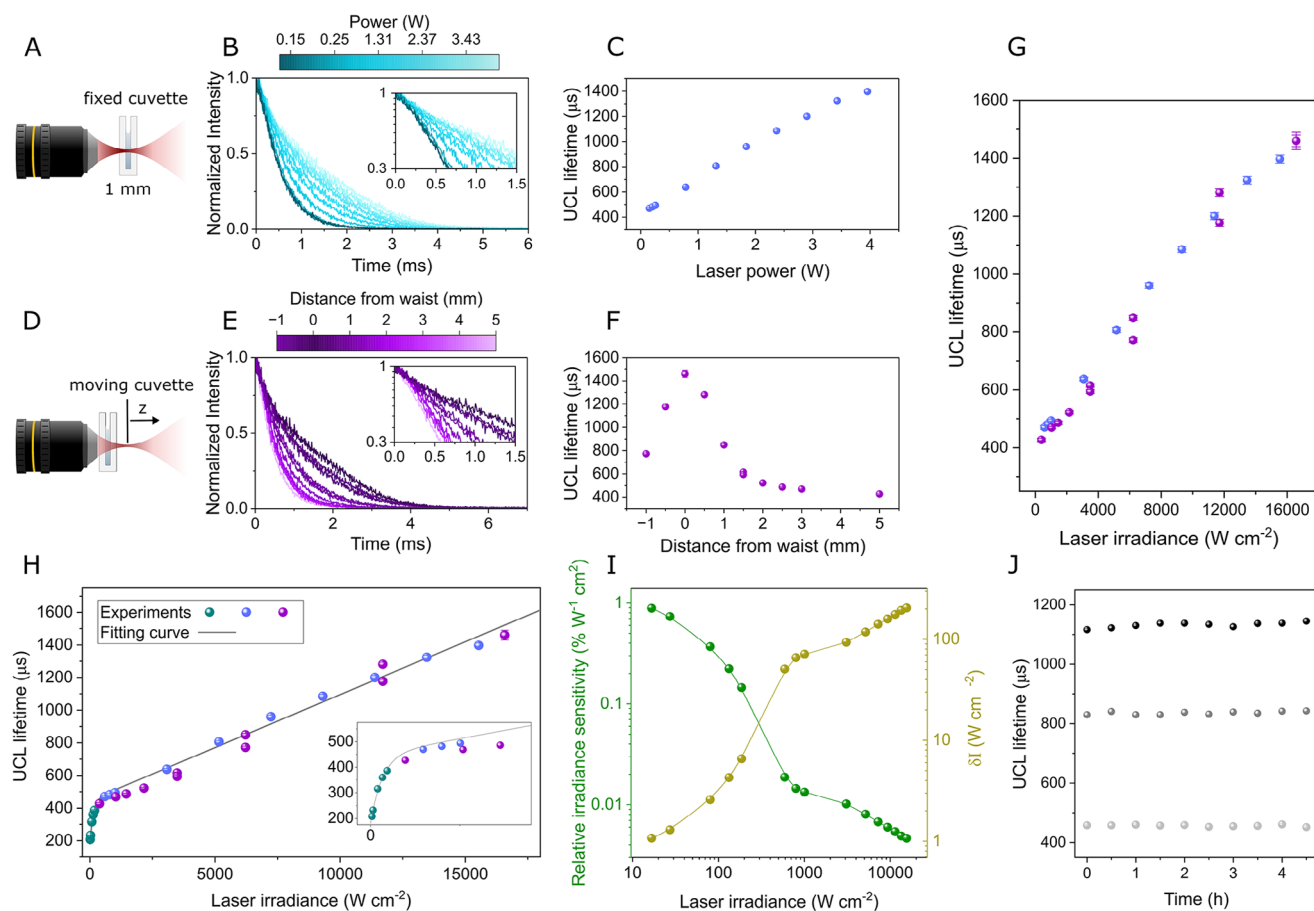 A
fixed cuvette
1 mm
B
Power (W)
0.15 0.25 1.31 2.37 3.43
Normalized Intensity
1.0
0.5
0.0
0 1 2 3 4 5 6
Time (ms)
1
0.3
0.0 0.5 1.0 1.5
C
UCL lifetime (µs)
1400
1200
1000
800
600
400
0 1 2 3 4
Laser power (W)
D
moving cuvette
z
E
Distance from waist (mm)
−1 0 1 2 3 4 5
Normalized Intensity
1.0
0.5
0.0
0 2 4 6
Time (ms)
1
0.3
0.0 0.5 1.0 1.5
F
UCL lifetime (µs)
1600
1400
1200
1000
800
600
400
−1 0 1 2 3 4 5
Distance from waist (mm)
G
UCL lifetime (µs)
1600
1400
1200
1000
800
600
400
0 4000 8000 12000 16000
Laser irradiance (W cm-2)
H
Experiments
Fitting curve
UCL lifetime (µs)
1600
1400
1200
1000
800
600
400
200
0 5000 10000 15000
Laser irradiance (W cm-2)
500
400
300
200
0
I
Relative irradiance sensitivity (% W-1 cm2)
1
0.1
0.01
10 100 1000 10000
Laser irradiance (W cm-2)
100
10
1
δI (W cm -2)
J
UCL lifetime (µs)
1200
1100
1000
900
800
700
600
500
400
0 1 2 3 4
Time (h)